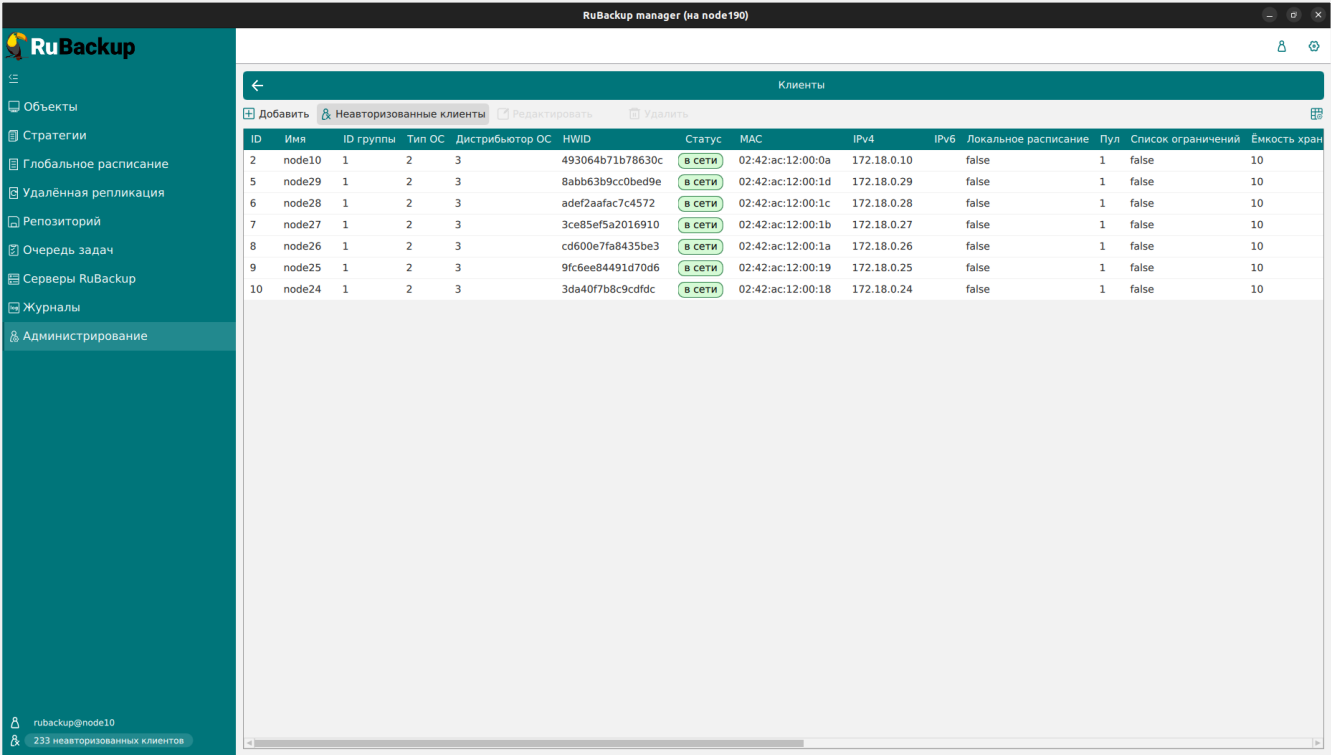 RuBackup manager (на node190)
RuBackup
Объекты
Стратегии
Глобальное расписание
Удалённая репликация
Репозиторий
Очередь задач
Серверы RuBackup
Журналы
Администрирование
rubackup@node10
233 неавторизованных клиентов
Клиенты
Добавить Неавторизованные клиенты Редактировать Удалить
ID Имя ID группы Тип ОС Дистрибьютор ОС HWID Статус MAC IPv4 IPv6 Локальное расписание Пул Список ограничений Ёмкость хран
2 node10 1 2 3 493064b71b78630c в сети 02:42:ac:12:00:0a 172.18.0.10 false 1 false 10
5 node29 1 2 3 8abb63b9cc0bed9e в сети 02:42:ac:12:00:1d 172.18.0.29 false 1 false 10
6 node28 1 2 3 adef2aafac7c4572 в сети 02:42:ac:12:00:1c 172.18.0.28 false 1 false 10
7 node27 1 2 3 3ce85ef5a2016910 в сети 02:42:ac:12:00:1b 172.18.0.27 false 1 false 10
8 node26 1 2 3 cd600e7fa8435be3 в сети 02:42:ac:12:00:1a 172.18.0.26 false 1 false 10
9 node25 1 2 3 9fc6ee84491d70d6 в сети 02:42:ac:12:00:19 172.18.0.25 false 1 false 10
10 node24 1 2 3 3da40f7b8c9cdfdc в сети 02:42:ac:12:00:18 172.18.0.24 false 1 false 10